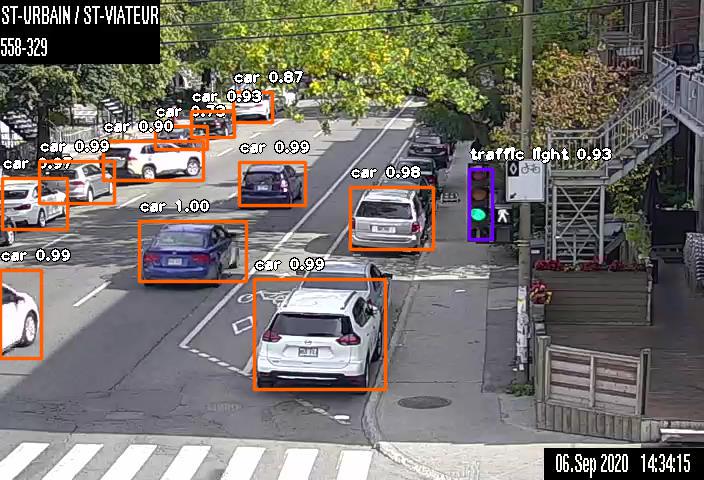 ST-URBAIN / ST-VIATEUR
558-329
car 0.87
car 0.93
car 0.73
car 0.90
car 0.99
car 0.97
car 0.99
traffic light 0.93
car 0.98
car 1.00
car 0.99
car 0.99
06.Sep 2020 14:34:15